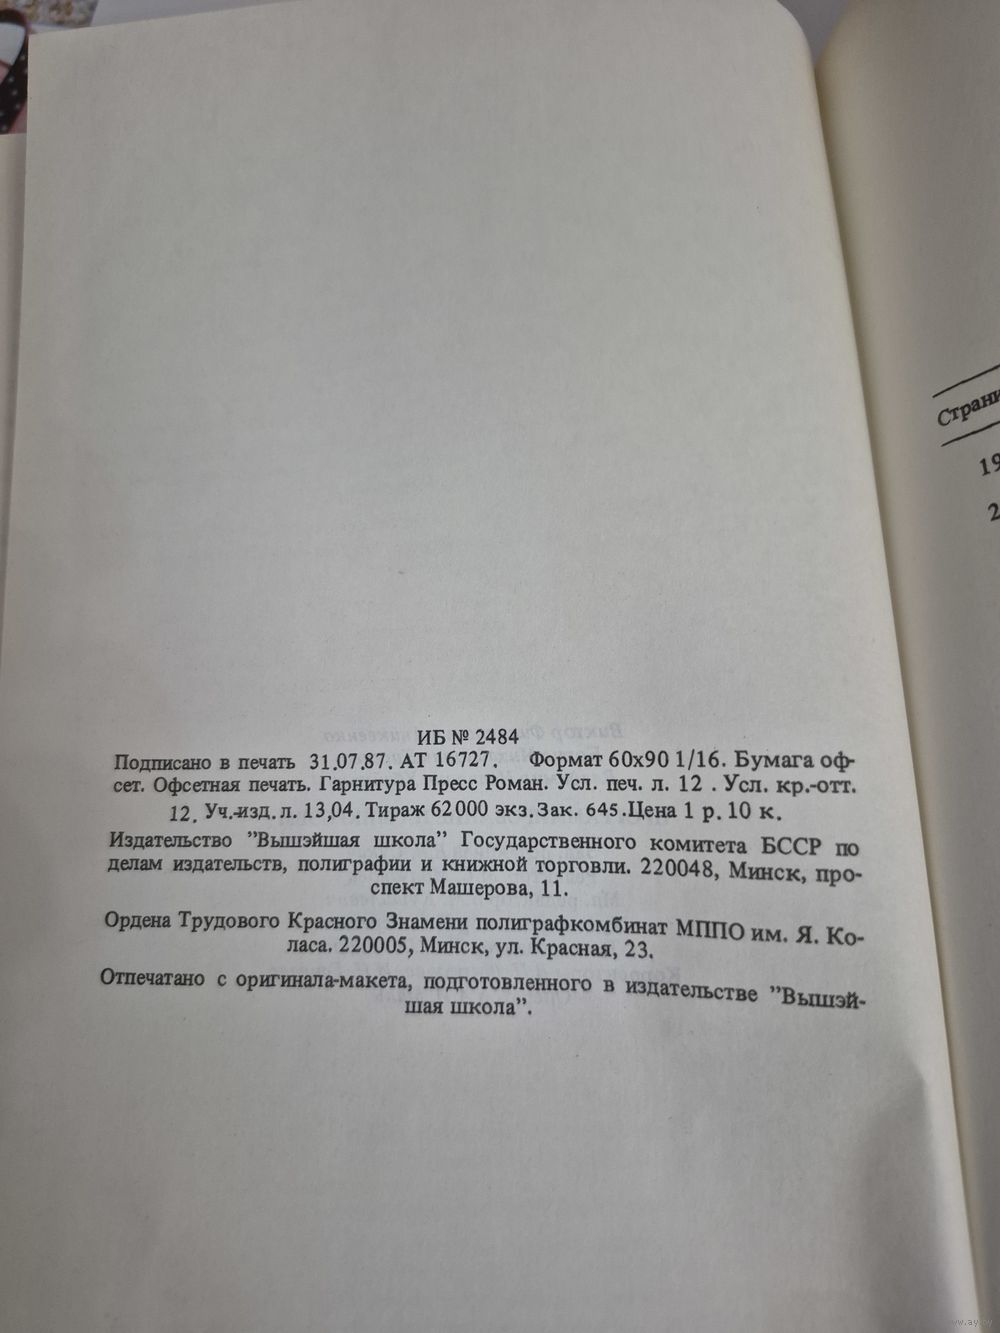 ИБ № 2484
Подписано в печать 31.07.87. АТ 16727. Формат 60х90 1/16. Бумага оф-
сет. Офсетная печать. Гарнитура Пресс Роман. Усл. печ. л. 12 . Усл. кр.-отт.
12. Уч.-изд. л. 13,04. Тираж 62 000 экз. Зак. 645. Цена 1 р. 10 к.
Издательство "Вышэйшая школа" Государственного комитета БССР по
делам издательств, полиграфии и книжной торговли. 220048, Минск, про-
спект Машерова, 11.
Ордена Трудового Красного Знамени полиграфкомбинат МППО им. Я. Ко-
ласа. 220005, Минск, ул. Красная, 23.
Отпечатано с оригинала-макета, подготовленного в издательстве "Вышэй-
шая школа".